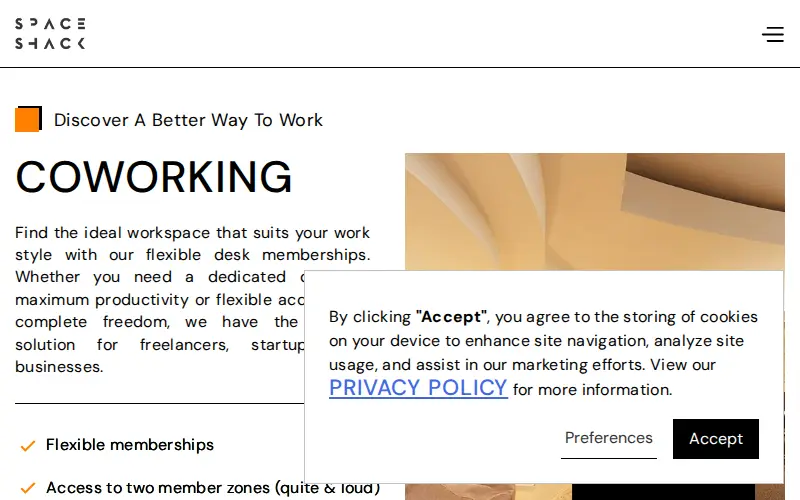 SPACE
SHACK
Discover A Better Way To Work
COWORKING
Find the ideal workspace that suits your work
style with our flexible desk memberships.
Whether you need a dedicated
maximum productivity or flexible
complete freedom, we have the
solution for freelancers,
businesses.
Flexible memberships
Access to two member zones (quite & loud)
By clicking "Accept", you agree to the storing of cookies
on your device to enhance site navigation, analyze site
usage, and assist in our marketing efforts. View our
PRIVACY POLICY for more information.
Preferences
Accept